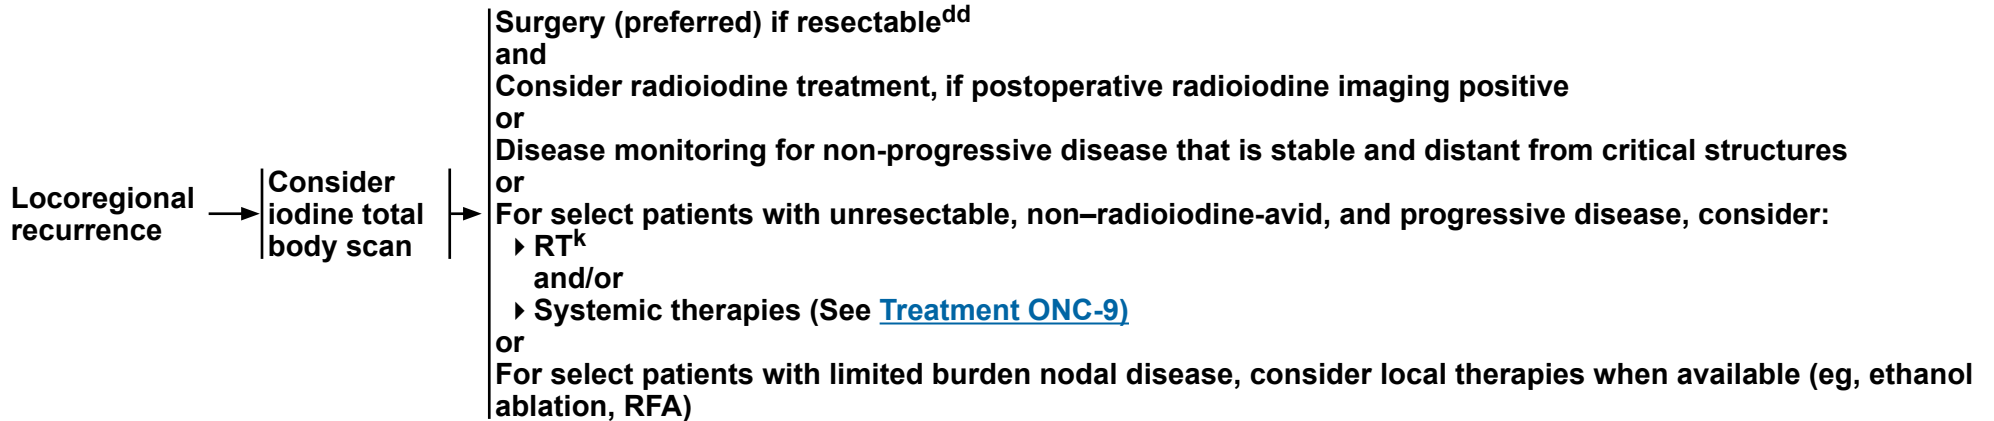 Locoregional
recurrence
Consider
iodine total
body scan
Surgery (preferred) if resectabledd
and
Consider radioiodine treatment, if postoperative radioiodine imaging positive
or
Disease monitoring for non-progressive disease that is stable and distant from critical structures
or
For select patients with unresectable, non–radioiodine-avid, and progressive disease, consider:
RTk
and/or
Systemic therapies (See Treatment ONC-9)
or
For select patients with limited burden nodal disease, consider local therapies when available (eg, ethanol
ablation, RFA)